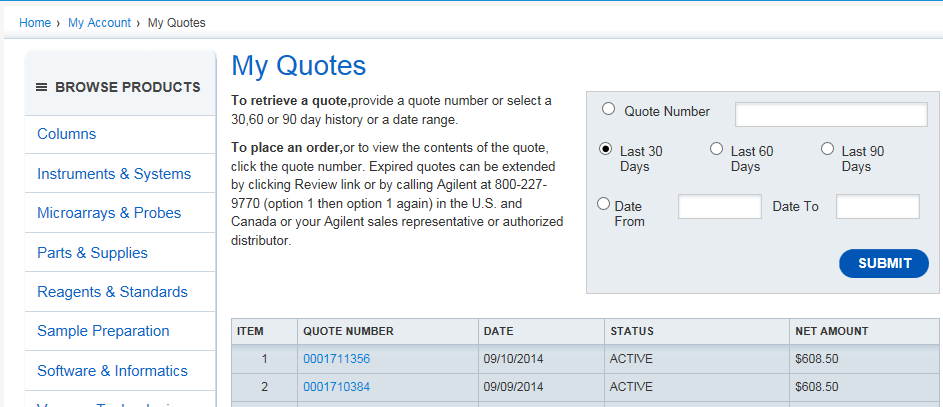 Home › My Account › My Quotes
≡ BROWSE PRODUCTS
Columns
Instruments & Systems
Microarrays & Probes
Parts & Supplies
Reagents & Standards
Sample Preparation
Software & Informatics
My Quotes
To retrieve a quote,provide a quote number or select a
30,60 or 90 day history or a date range.
To place an order,or to view the contents of the quote,
click the quote number. Expired quotes can be extended
by clicking Review link or by calling Agilent at 800-227-
9770 (option 1 then option 1 again) in the U.S. and
Canada or your Agilent sales representative or authorized
distributor.
Quote Number
Last 30 Days
Last 60 Days
Last 90 Days
Date From
Date To
SUBMIT
ITEM QUOTE NUMBER DATE STATUS NET AMOUNT
1 0001711356 09/10/2014 ACTIVE $608.50
2 0001710384 09/09/2014 ACTIVE $608.50